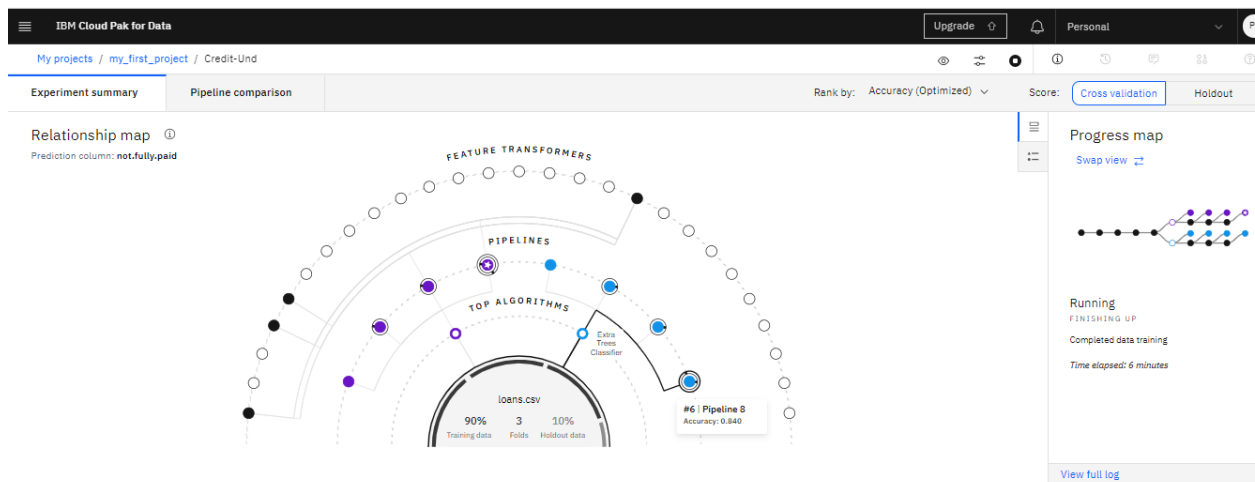 IBM Cloud Pak for Data
Upgrade
Personal
P
My projects / my_first_project / Credit-Und
Experiment summary
Pipeline comparison
Rank by: Accuracy (Optimized)
Score: Cross validation Holdout
Relationship map
Prediction column: not.fully.paid
FEATURE TRANSFORMERS
PIPELINES
TOP ALGORITHMS
Extra
Trees
Classifier
loans.csv
90% 3 10%
Training data Folds Holdout data
#6 | Pipeline 8
Accuracy: 0.840
Progress map
Swap view
Running
FINISHING UP
Completed data training
Time elapsed: 6 minutes
View full log